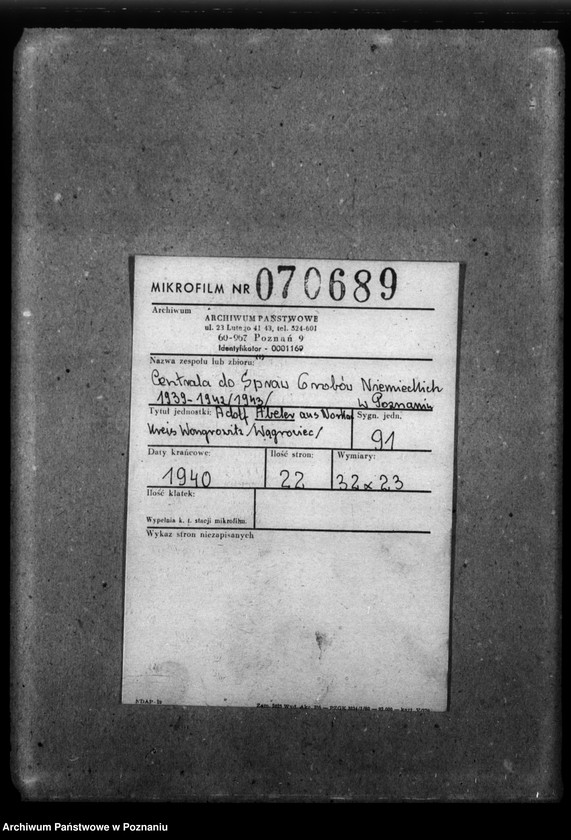 MIKROFILM NR 070689
Archiwum
ARCHIWUM PAŃSTWOWE
ul. 23 Lutego 41 43, tel. 524-601
60-967 Poznań 9
Identyfikator - 0001169
Nazwa zespołu lub zbioru:
Centrala do Spraw Grobów Niemieckich
1939-1942/1943/ w Poznaniu
Tytuł jednostki: Adolf Abeler aus
Sygn. jedn.
Kreis Wongrowitz /Wągrowiec/
91
Daty krańcowe: Ilość stron: Wymiary:
1940 22 32 x 23
Ilość klatek:
Wypełnia k. t. stacji mikrofilm.
Wykaz stron niezapisanych
Archiwum Państwowe w Poznaniu